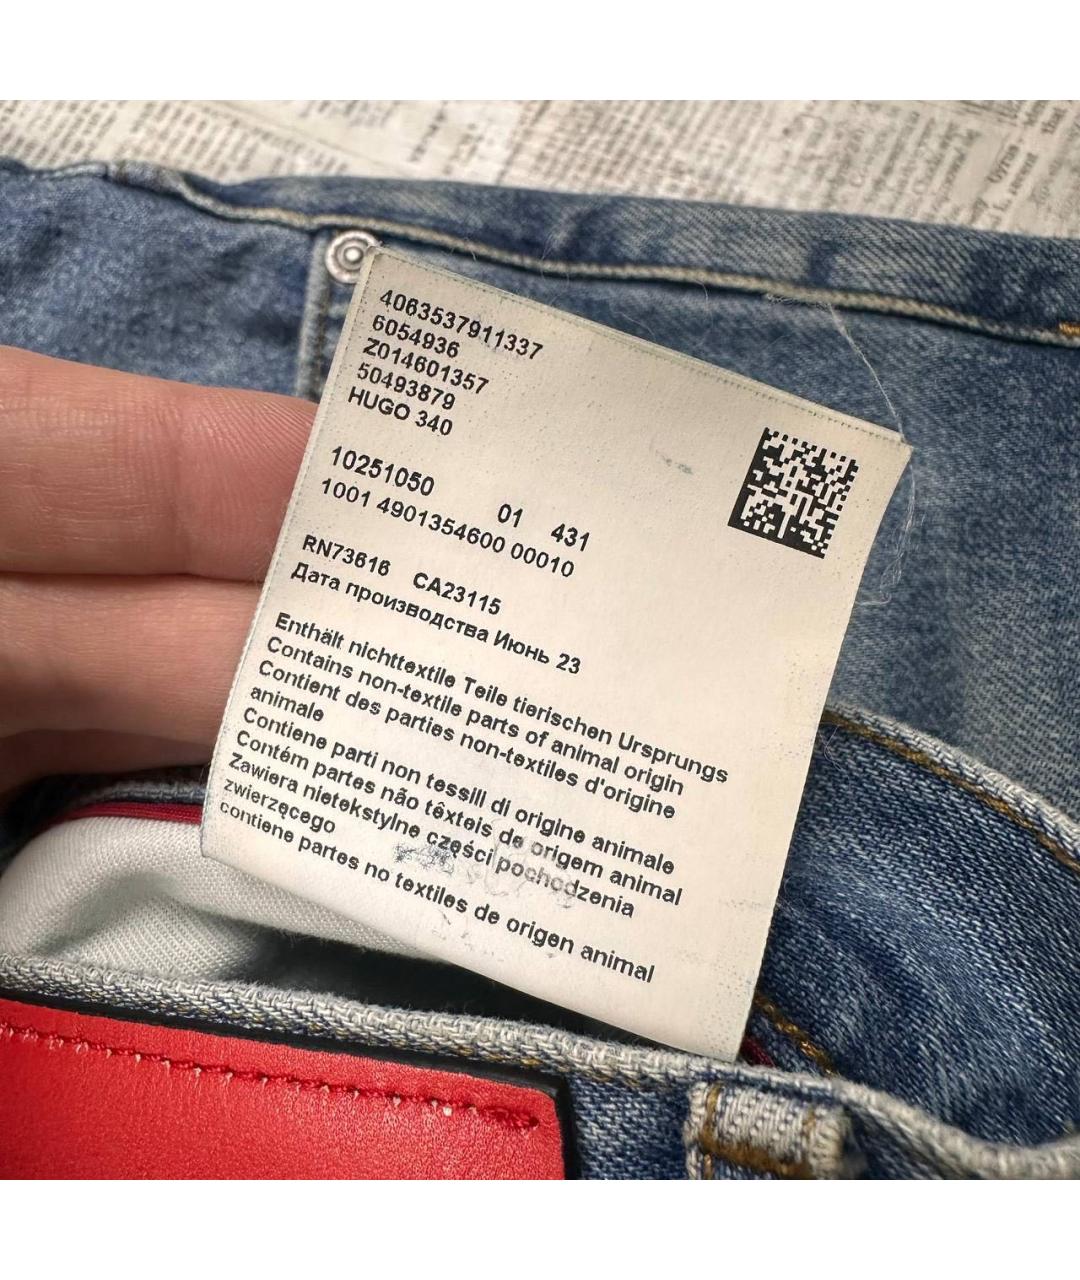 4063537911337
6054936
Z014601357
50493879
HUGO 340
10251050 01 431
1001 4901354600 00010
RN73616 CA23115
Дата производства Июнь 23
Enthält nichttextile Teile tierischen Ursprungs
Contains non-textile parts of animal origin
Contient des parties non-textiles d'origine
animale
Contiene parti non tessili di origine animale
Contém partes não têxteis de origem animal
Zawiera nietekstylne części pochodzenia
zwierzęcego
contiene partes no textiles de origen animal
Gyrus